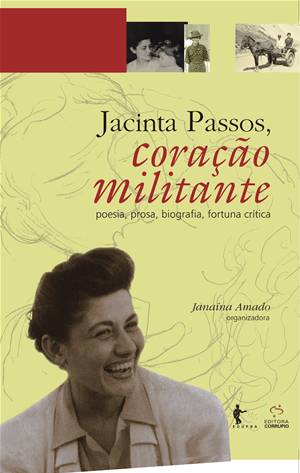 Jacinta Passos,
coração
militante
poesia, prosa, biografia, fortuna crítica
Janaína Amado
organizadora
EDUFBA
EDITORA
CORRUPIO